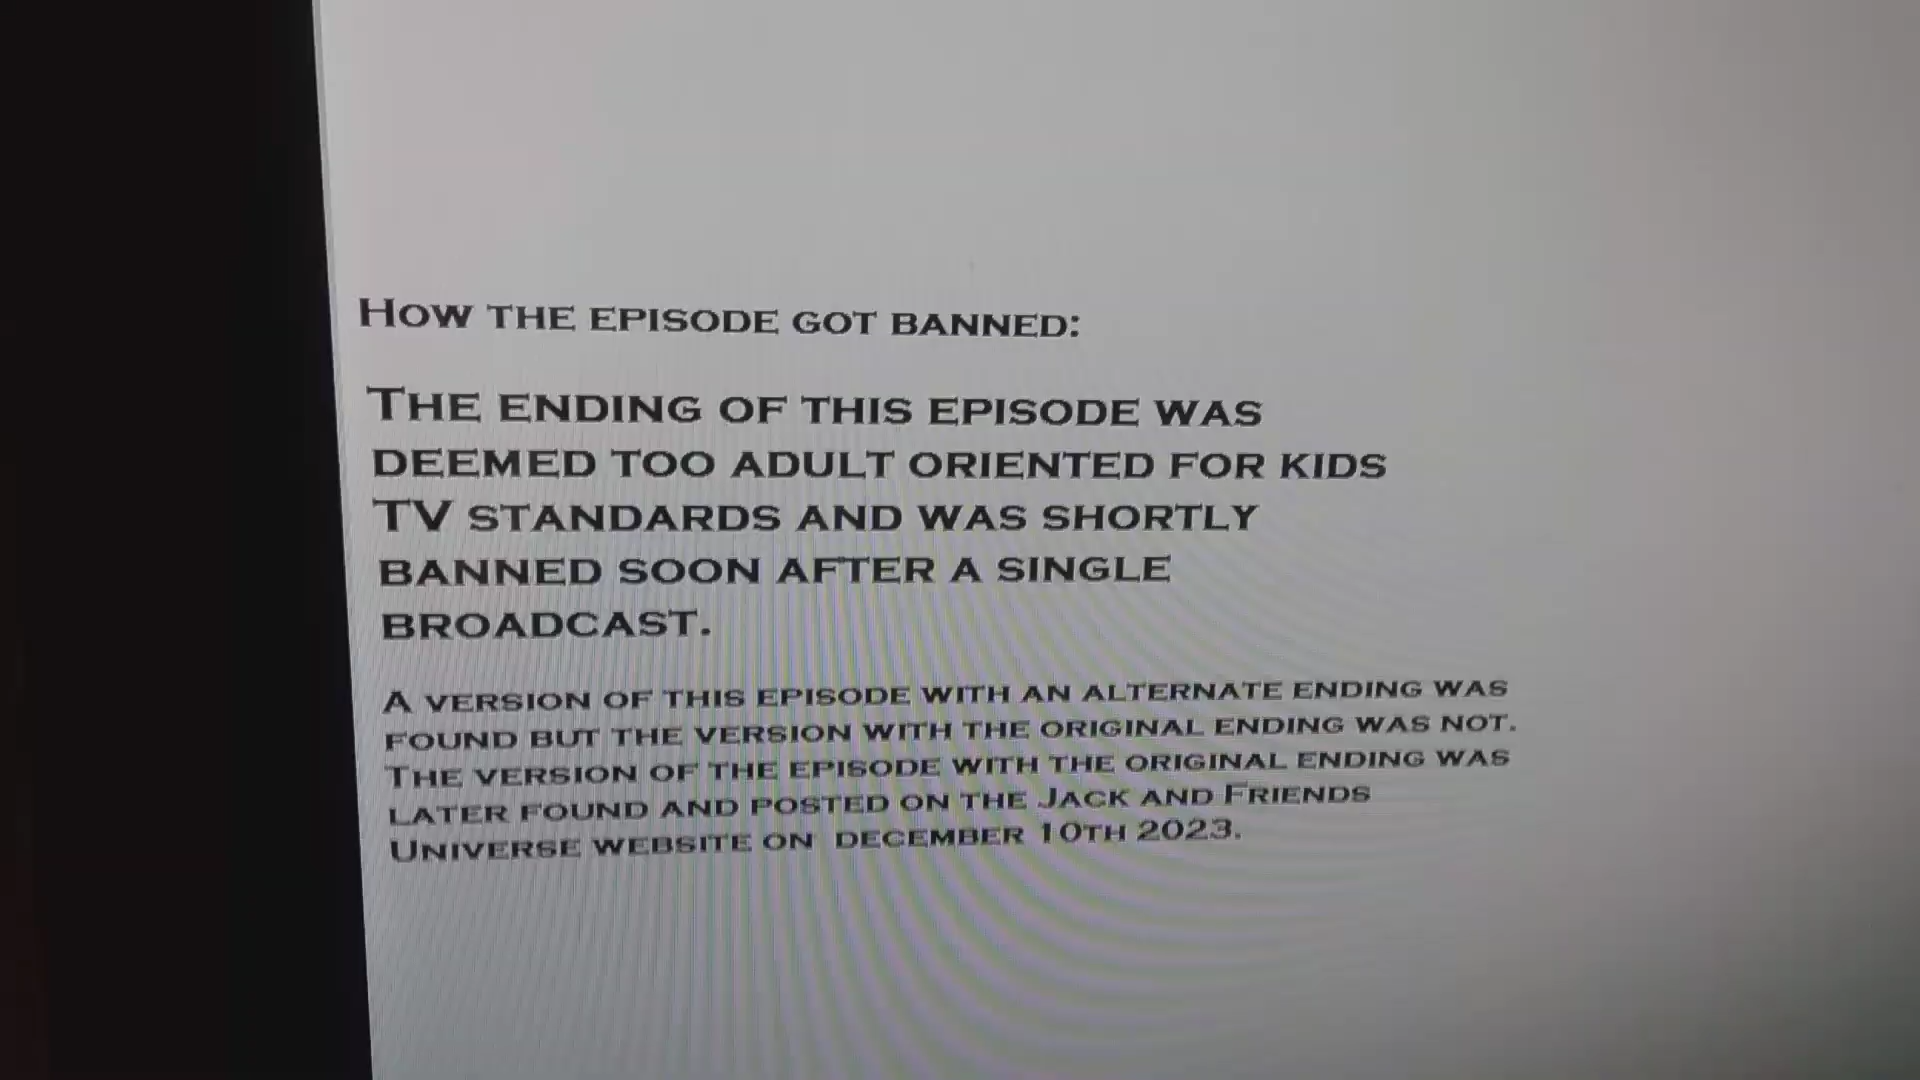 How the episode got banned:
The ending of this episode was
deemed too adult oriented for kids
TV standards and was shortly
banned soon after a single
broadcast.
A version of this episode with an alternate ending was
found but the version with the original ending was not.
The version of the episode with the original ending was
later found and posted on the Jack and Friends
Universe website on december 10th 2023.